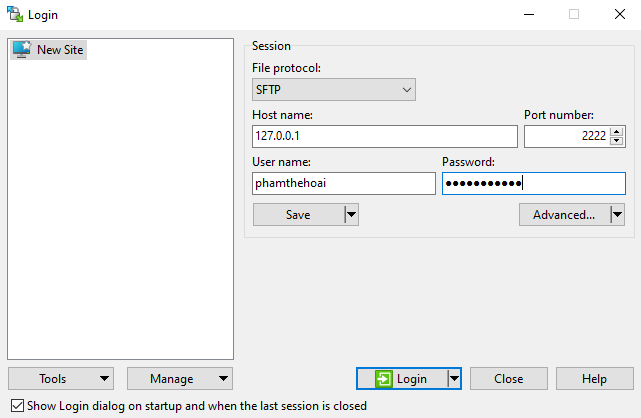 Login
New Site
Session
File protocol:
SFTP
Host name:
Port number:
127.0.0.1
2222
User name:
Password:
phamthehoai
●●●●●●●●●●●
Save
Advanced...
Tools
Manage
Login
Close
Help
Show Login dialog on startup and when the last session is closed